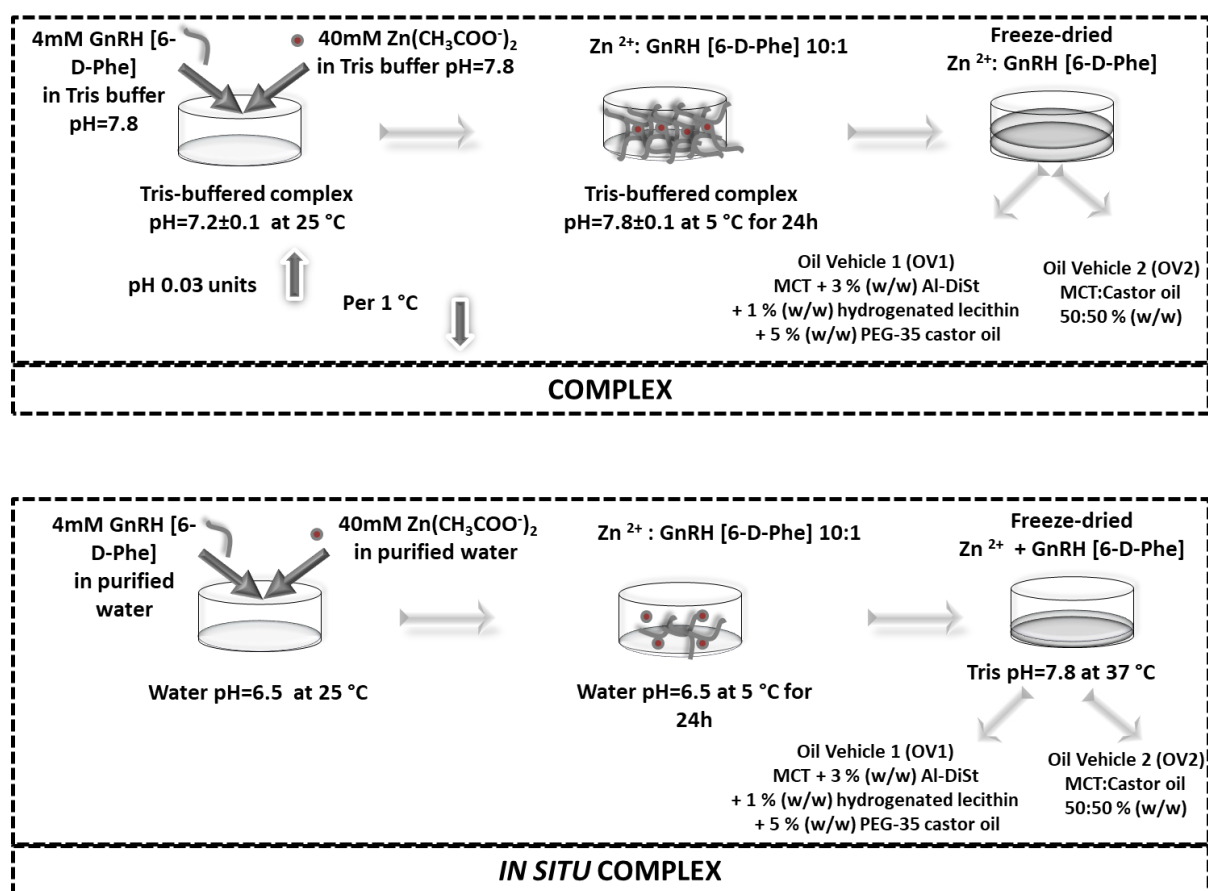 4mM GnRH [6-
D-Phe]
in Tris buffer
pH=7.8
40mM Zn(CH₃COO⁻)₂
in Tris buffer pH=7.8
Tris-buffered complex
pH=7.2±0.1 at 25 °C
pH 0.03 units
Per 1 °C
Zn ²⁺: GnRH [6-D-Phe] 10:1
Tris-buffered complex
pH=7.8±0.1 at 5 °C for 24h
Freeze-dried
Zn ²⁺: GnRH [6-D-Phe]
Oil Vehicle 1 (OV1)
MCT + 3 % (w/w) Al-DiSt
+ 1 % (w/w) hydrogenated lecithin
+ 5 % (w/w) PEG-35 castor oil
Oil Vehicle 2 (OV2)
MCT:Castor oil
50:50 % (w/w)
COMPLEX
4mM GnRH [6-
D-Phe]
in purified
water
40mM Zn(CH₃COO⁻)₂
in purified water
Water pH=6.5 at 25 °C
Zn ²⁺ : GnRH [6-D-Phe] 10:1
Water pH=6.5 at 5 °C for
24h
Freeze-dried
Zn ²⁺ + GnRH [6-D-Phe]
Tris pH=7.8 at 37 °C
Oil Vehicle 1 (OV1)
MCT + 3 % (w/w) Al-DiSt
+ 1 % (w/w) hydrogenated lecithin
+ 5 % (w/w) PEG-35 castor oil
Oil Vehicle 2 (OV2)
MCT:Castor oil
50:50 % (w/w)
IN SITU COMPLEX